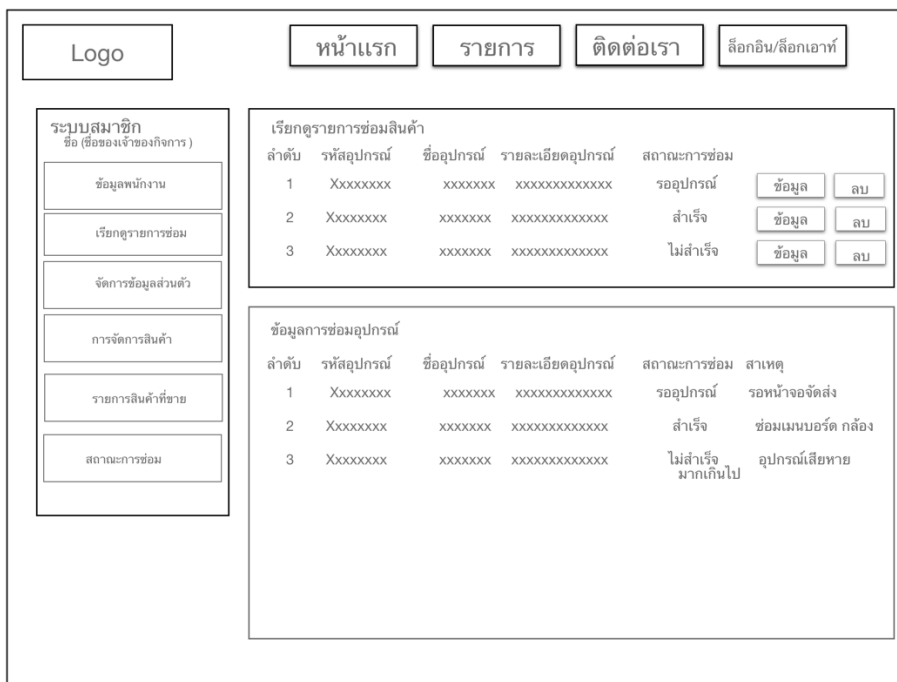 Logo
หน้าแรก รายการ ติดต่อเรา ล็อกอิน/ล็อกเอาท์
ระบบสมาชิก
ชื่อ (ชื่อของเจ้าของกิจการ )
ข้อมูลพนักงาน
เรียกดูรายการซ่อม
จัดการข้อมูลส่วนตัว
การจัดการสินค้า
รายการสินค้าที่ขาย
สถาณะการซ่อม
เรียกดูรายการซ่อมสินค้า
ลำดับ รหัสอุปกรณ์ ชื่ออุปกรณ์ รายละเอียดอุปกรณ์ สถาณะการซ่อม
1 Xxxxxxxx xxxxxxx xxxxxxxxxxxxx รออุปกรณ์ ข้อมูล ลบ
2 Xxxxxxxx xxxxxxx xxxxxxxxxxxxx สำเร็จ ข้อมูล ลบ
3 Xxxxxxxx xxxxxxx xxxxxxxxxxxxx ไม่สำเร็จ ข้อมูล ลบ
ข้อมูลการซ่อมอุปกรณ์
ลำดับ รหัสอุปกรณ์ ชื่ออุปกรณ์ รายละเอียดอุปกรณ์ สถาณะการซ่อม สาเหตุ
1 Xxxxxxxx xxxxxxx xxxxxxxxxxxxx รออุปกรณ์ รอหน้าจอจัดส่ง
2 Xxxxxxxx xxxxxxx xxxxxxxxxxxxx สำเร็จ ซ่อมเมนบอร์ด กล้อง
3 Xxxxxxxx xxxxxxx xxxxxxxxxxxxx ไม่สำเร็จ อุปกรณ์เสียหาย
มากเกินไป